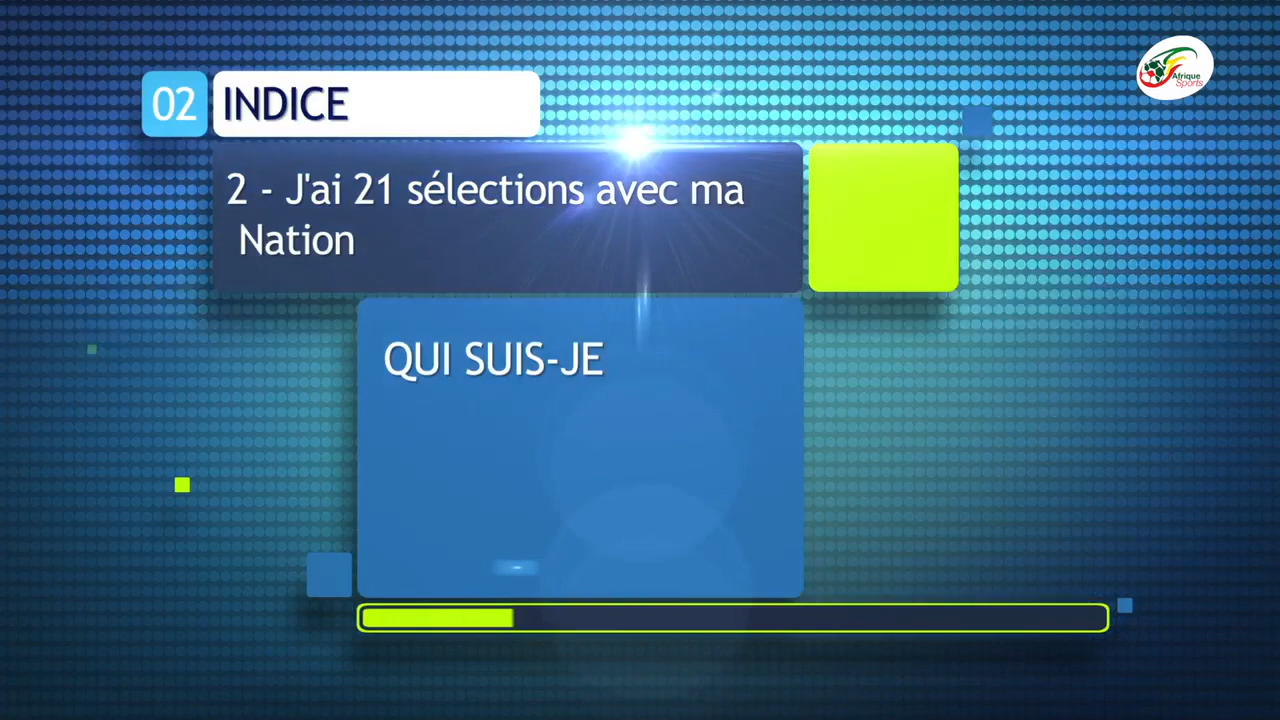 02 INDICE
2 - J'ai 21 sélections avec ma
Nation
QUI SUIS-JE
Afrique
Sports